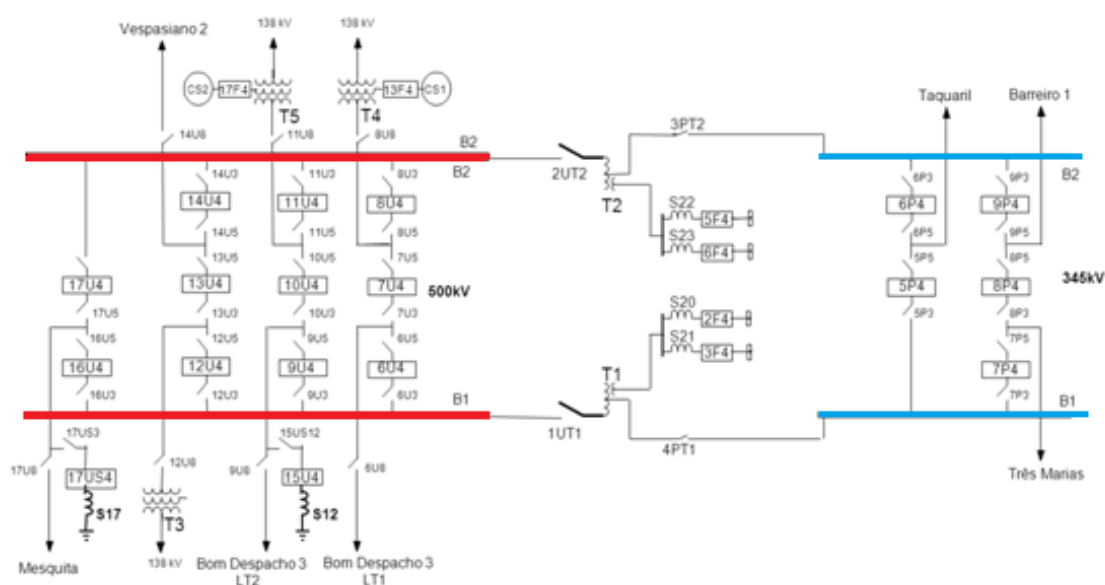 138 kV
138 kV
Vespasiano 2
CS2
17F4
13F4
CS1
T5
T4
Taquaril
Barreiro 1
14U8
11U8
8U8
3PT2
B2
B2
2UT2
T2
B2
14U3
11U3
8U3
6P3
9P3
14U4
11U4
8U4
S22
5F4
6P4
9P4
14U5
11U5
8U5
S23
6F4
6P5
9P5
13U5
10U5
7U5
5P5
8P5
17U4
13U4
10U4
7U4
500kV
5P4
8P4
345kV
17U5
13U3
10U3
7U3
S20
2F4
5P3
8P3
16U5
12U5
9U5
6U5
S21
3F4
7P5
16U4
12U4
9U4
6U4
T1
7P4
16U3
12U3
9U3
6U3
B1
7P3
B1
1UT1
17US3
15US12
4PT1
17U8
12U8
9U8
6U8
17US4
15U4
Três Marias
S17
T3
S12
Mesquita
138 kV
Bom Despacho 3
LT2
Bom Despacho 3
LT1